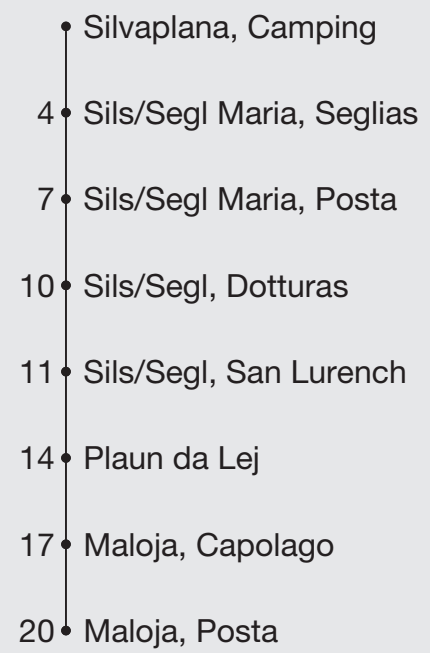 Silvaplana, Camping
4 Sils/Segl Maria, Seglias
7 Sils/Segl Maria, Posta
10 Sils/Segl, Dotturas
11 Sils/Segl, San Lurench
14 Plaun da Lej
17 Maloja, Capolago
20 Maloja, Posta